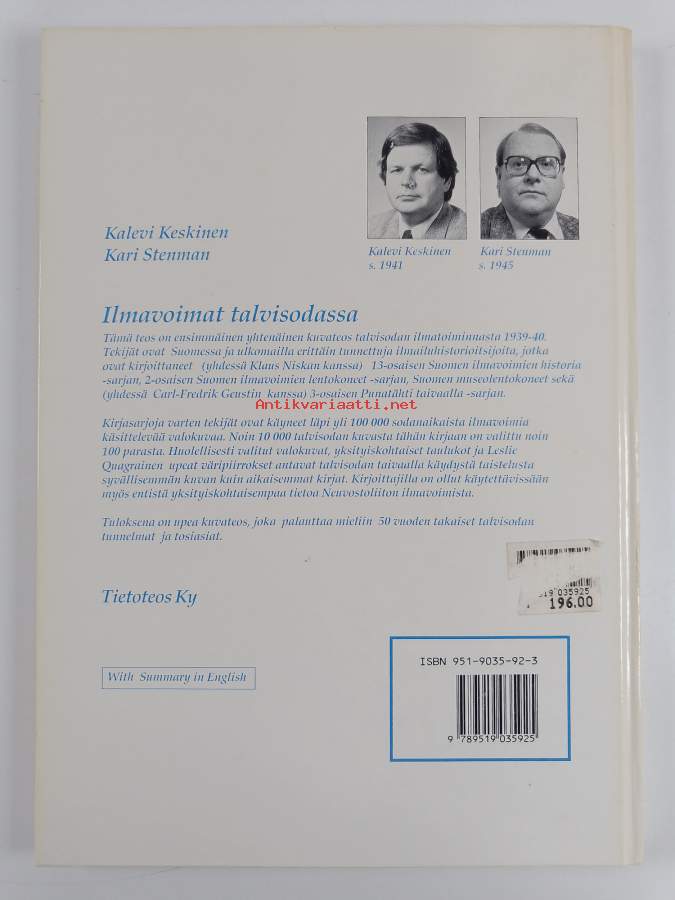 Kalevi Keskinen
Kari Stenman
Kalevi Keskinen
s. 1941
Kari Stenman
s. 1945
Ilmavoimat talvisodassa
Tämä teos on ensimmäinen yhtenäinen kuvateos talvisodan ilmatoiminnasta 1939-40.
Tekijät ovat Suomessa ja ulkomailla erittäin tunnettuja ilmailuhistorioitsijoita, jotka
ovat kirjoittaneet (yhdessä Klaus Niskan kanssa) 13-osaisen Suomen ilmavoimien historia
-sarjan, 2-osaisen Suomen ilmavoimien lentokoneet -sarjan, Suomen museolentokoneet sekä
(yhdessä Carl-Fredrik Geustin kanssa) 3-osaisen Punatähti taivaalla -sarjan.
Antikvariaatti.net
Kirjasarjoja varten tekijät ovat käyneet läpi yli 100 000 sodanaikaista ilmavoimia
käsittelevää valokuvaa. Noin 10 000 talvisodan kuvasta tähän kirjaan on valittu noin
100 parasta. Huolellisesti valitut valokuvat, yksityiskohtaiset taulukot ja Leslie
Quagrainen upeat väripiirrokset antavat talvisodan taivaalla käydystä taistelusta
syvällisemmän kuvan kuin aikaisemmat kirjat. Kirjoittajilla on ollut käytettävissään
myös entistä yksityiskohtaisempaa tietoa Neuvostoliiton ilmavoimista.
Tuloksena on upea kuvateos, joka palauttaa mieliin 50 vuoden takaiset talvisodan
tunnelmat ja tosiasiat.
519 035925
196.00
Tietoteos Ky
With Summary in English
ISBN 951-9035-92-3
9 789519 035925